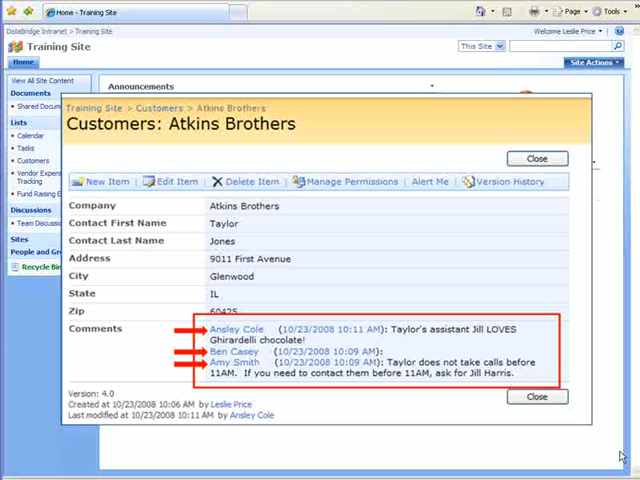 Home - Training Site
Page
Tools
DataBridge Intranet > Training Site
Welcome Leslie Price
Training Site
This Site
Home
Site Actions
View All Site Content
Documents
Shared Docum
Lists
Calendar
Tasks
Customers
Vendor Expens
Tracking
Fund Raising E
Discussions
Team Discussi
Sites
People and Gr
Recycle Bin
Announcements
Training Site > Customers > Atkins Brothers
Customers: Atkins Brothers
Close
New Item Edit Item Delete Item Manage Permissions Alert Me Version History
Company Atkins Brothers
Contact First Name Taylor
Contact Last Name Jones
Address 9011 First Avenue
City Glenwood
State IL
Zip 60425
Comments Ansley Cole (10/23/2008 10:11 AM): Taylor's assistant Jill LOVES
Ghirardelli chocolate!
Ben Casey (10/23/2008 10:09 AM):
Amy Smith (10/23/2008 10:09 AM): Taylor does not take calls before
11AM. If you need to contact them before 11AM, ask for Jill Harris.
Version: 4.0
Created at 10/23/2008 10:06 AM by Leslie Price
Last modified at 10/23/2008 10:11 AM by Ansley Cole
Close